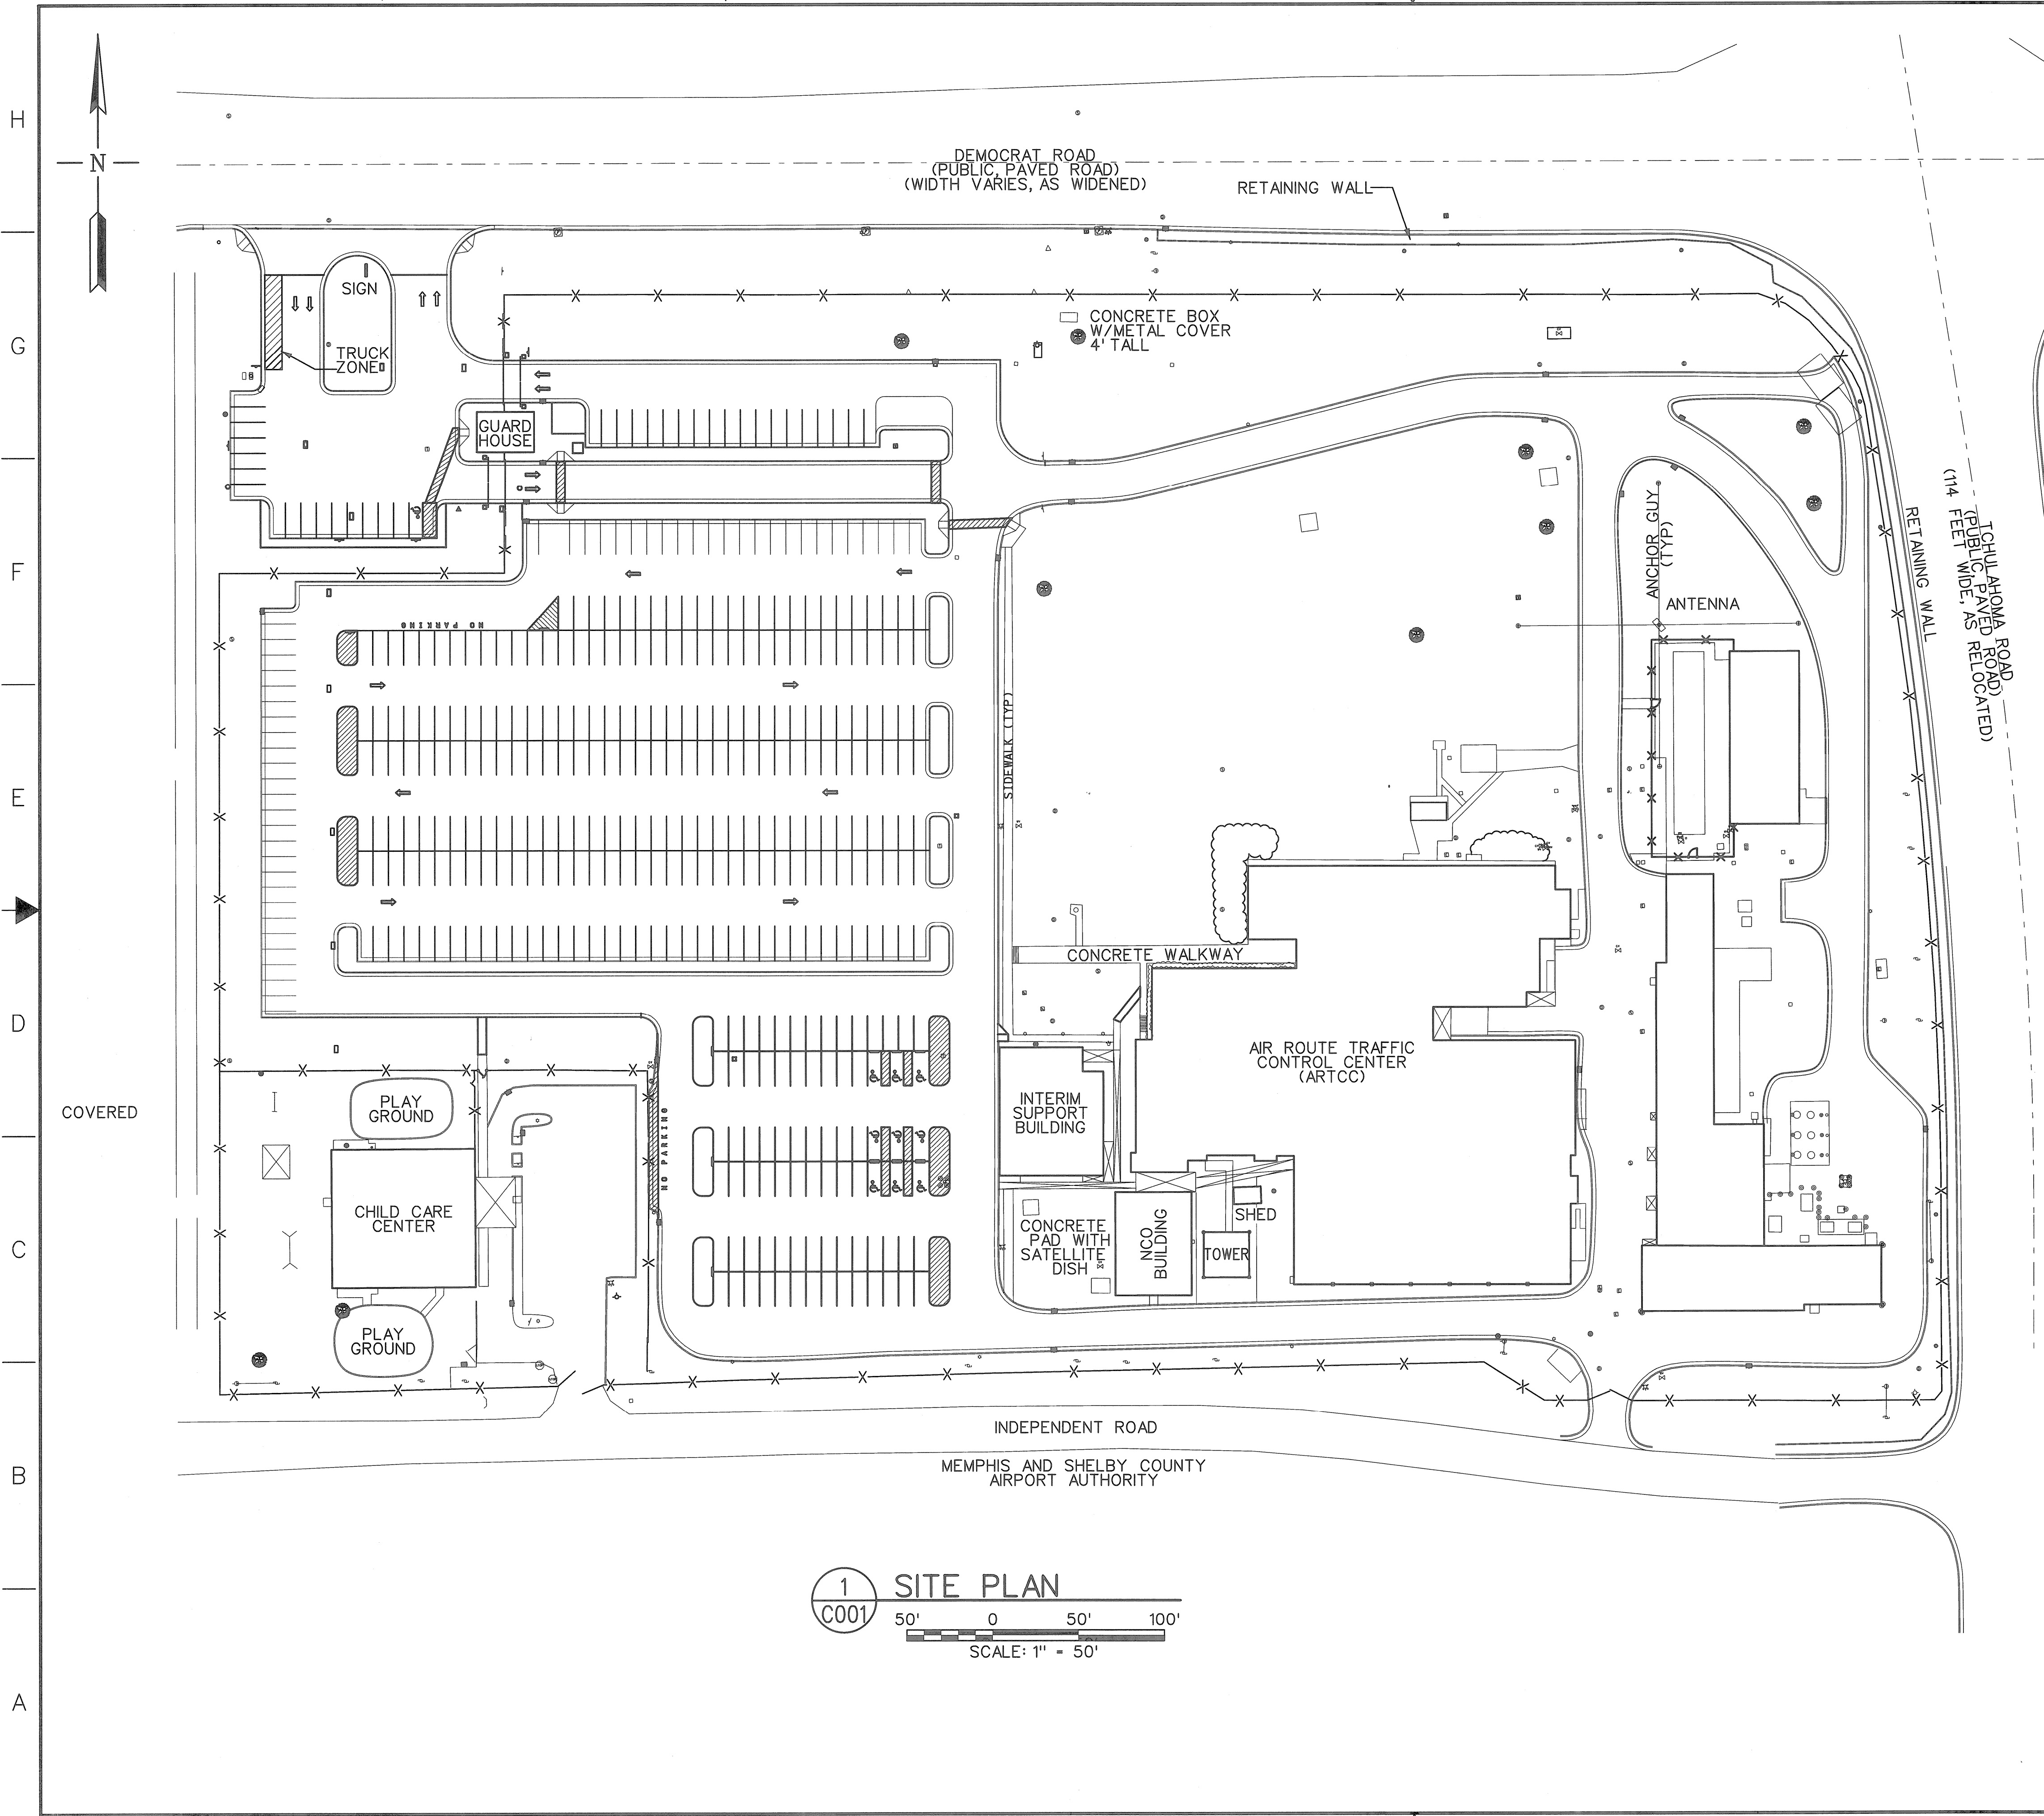 H
G
F
E
D
C
B
A
N
DEMOCRAT ROAD
(PUBLIC, PAVED ROAD)
(WIDTH VARIES, AS WIDENED)
RETAINING WALL
SIGN
TRUCK
ZONE
CONCRETE BOX
W/METAL COVER
4' TALL
GUARD
HOUSE
ANCHOR GUY
(TYP)
ANTENNA
RETAINING WALL
TCHULAHOMA ROAD
(PUBLIC, PAVED ROAD)
(114 FEET WIDE, AS RELOCATED)
NO PARKING
SIDEWALK (TYP)
CONCRETE WALKWAY
AIR ROUTE TRAFFIC
CONTROL CENTER
(ARTCC)
COVERED
PLAY
GROUND
NO PARKING
INTERIM
SUPPORT
BUILDING
CHILD CARE
CENTER
CONCRETE
PAD WITH
SATELLITE
DISH
NCO
BUILDING
SHED
TOWER
PLAY
GROUND
INDEPENDENT ROAD
MEMPHIS AND SHELBY COUNTY
AIRPORT AUTHORITY
1
C001
SITE PLAN
50' 0 50' 100'
SCALE: 1" = 50'